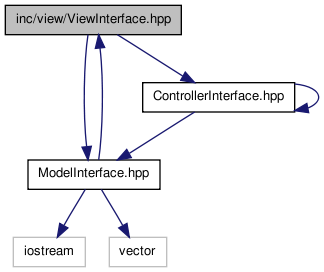 inc/view/ViewInterface.hpp
ControllerInterface.hpp
ModelInterface.hpp
iostream
vector